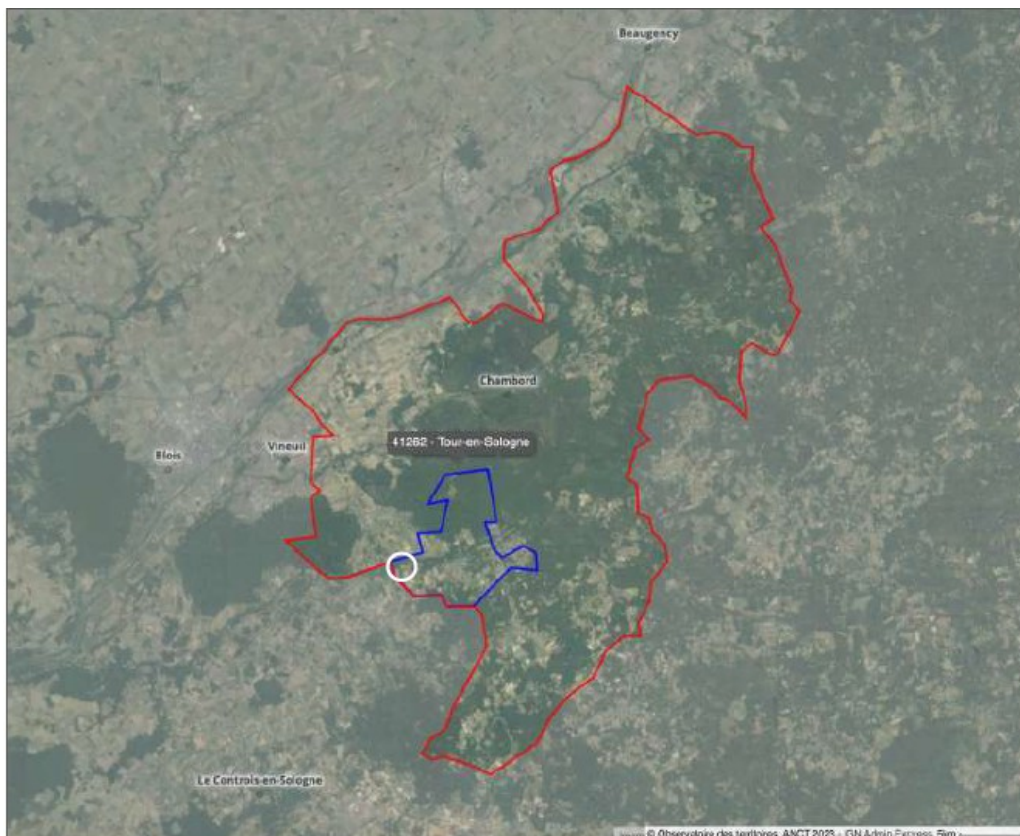 Beaugency
Chambord
41262 - Tour-en-Sologne
Vineuil
Blois
Le Controis-en-Sologne
© Observatoire des territoires, ANCT 2023 - IGN Admin Express, 5km